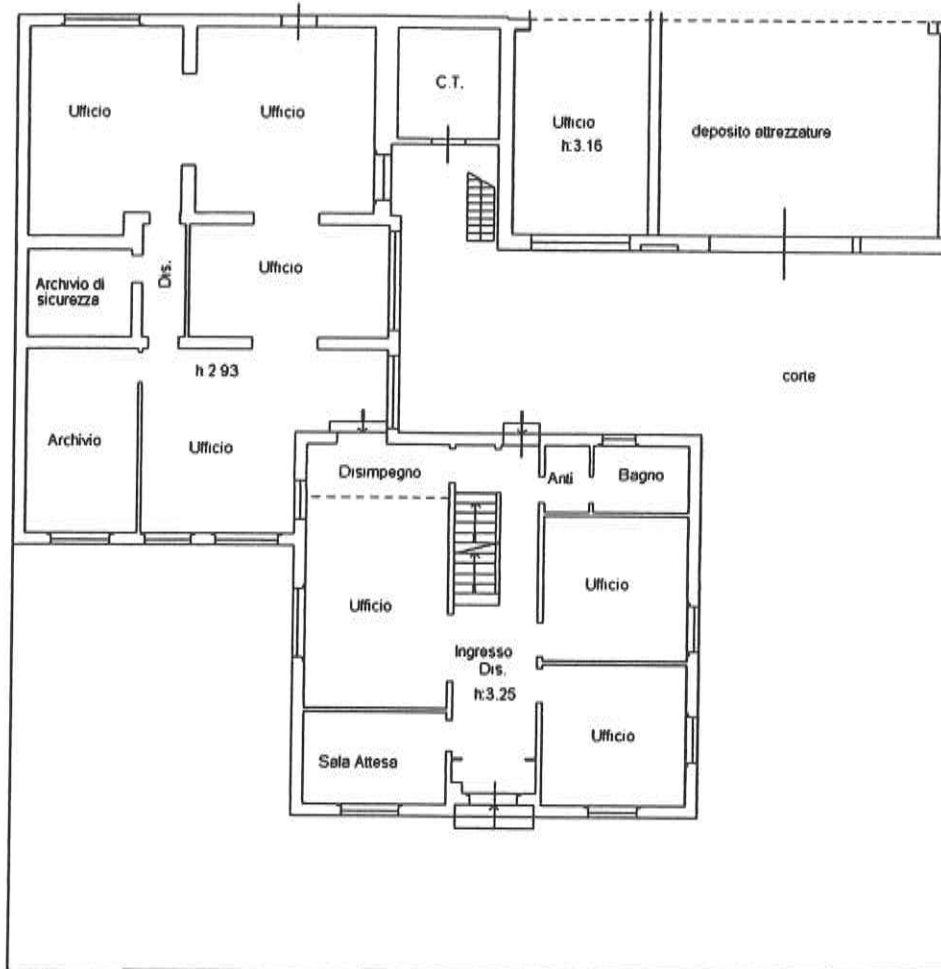 Ufficio
Ufficio
C.T.
Ufficio
h:3.16
deposito attrezzature
Ufficio
Dis.
Archivio di
sicurezza
h 2 93
corte
Archivio
Ufficio
Disimpegno
Anti
Bagno
Ufficio
Ufficio
Ingresso
Dis.
h:3.25
Ufficio
Sala Attesa